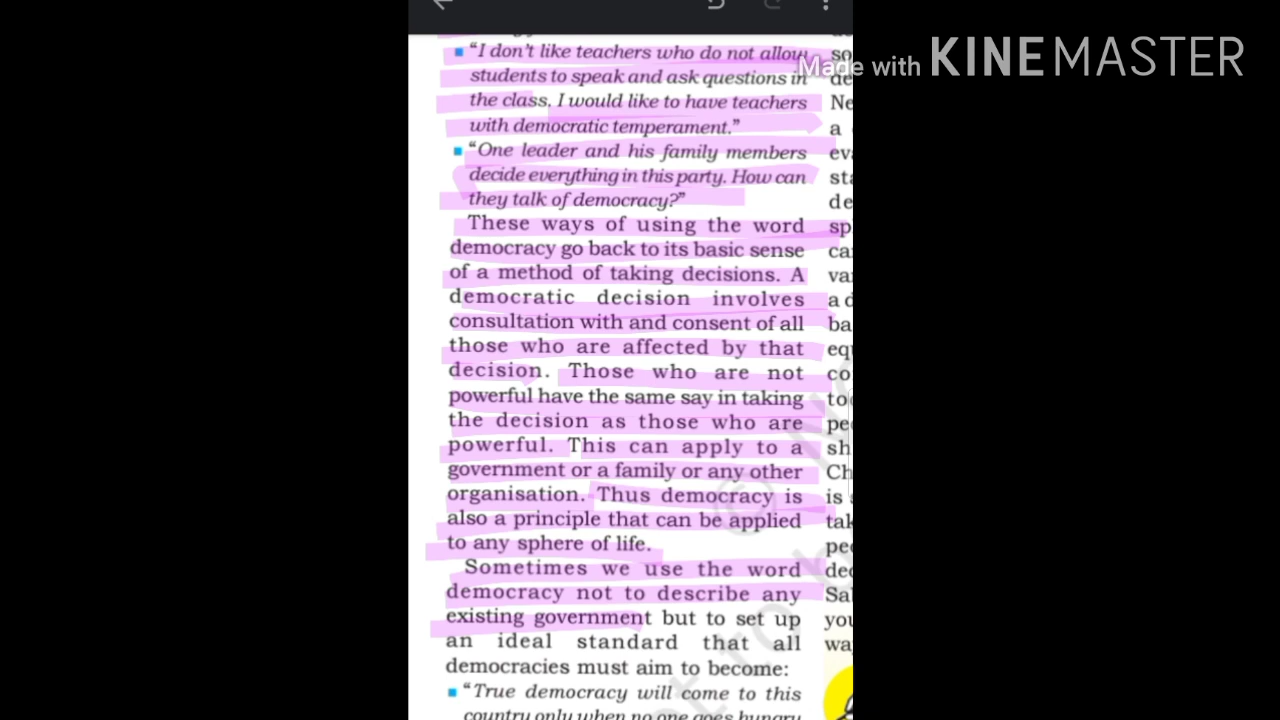 Made with KINEMASTER
"I don't like teachers who do not allow
students to speak and ask questions in
the class. I would like to have teachers
with democratic temperament."
"One leader and his family members
decide everything in this party. How can
they talk of democracy?"
These ways of using the word
democracy go back to its basic sense
of a method of taking decisions. A
democratic decision involves
consultation with and consent of all
those who are affected by that
decision. Those who are not
powerful have the same say in taking
the decision as those who are
powerful. This can apply to a
government or a family or any other
organisation. Thus democracy is
also a principle that can be applied
to any sphere of life.
Sometimes we use the word
democracy not to describe any
existing government but to set up
an ideal standard that all
democracies must aim to become:
"True democracy will come to this
country only when no one goes hungry